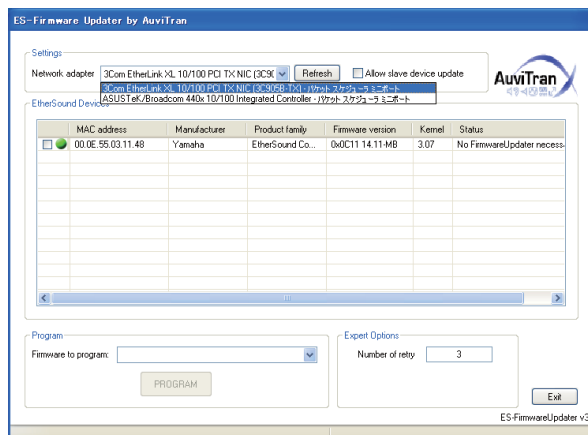 ES-Firmware Updater by AuviTran
Settings
Network adapter 3Com EtherLink XL 10/100 PCI TX NIC (3C90 Refresh Allow slave device update
3Com EtherLink XL 10/100 PCI TX NIC (3C905B-TX) - パケット スケジューラ ミニポート
ASUSTeK/Broadcom 440x 10/100 Integrated Controller - パケット スケジューラ ミニポート
AuviTran
EtherSound Devices
MAC address Manufacturer Product family Firmware version Kernel Status
00.0E.55.03.11.48 Yamaha EtherSound Co... 0x0C11 14.11-MB 3.07 No FirmwareUpdater necess
Program
Firmware to program:
PROGRAM
Expert Options
Number of retry 3
Exit
ES-FirmwareUpdater v3